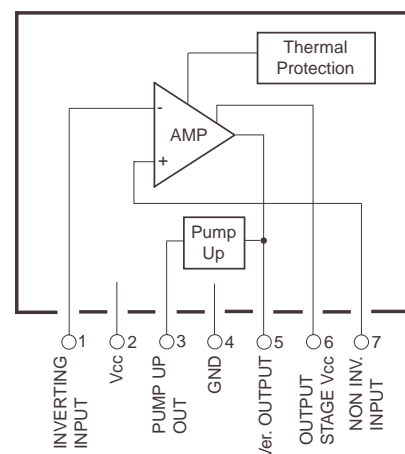 Thermal
Protection
-
AMP
+
Pump
Up
1
2
3
4
5
6
7
INVERTING
INPUT
Vcc
PUMP UP
OUT
GND
Ver. OUTPUT
OUTPUT
STAGE Vcc
NON INV.
INPUT